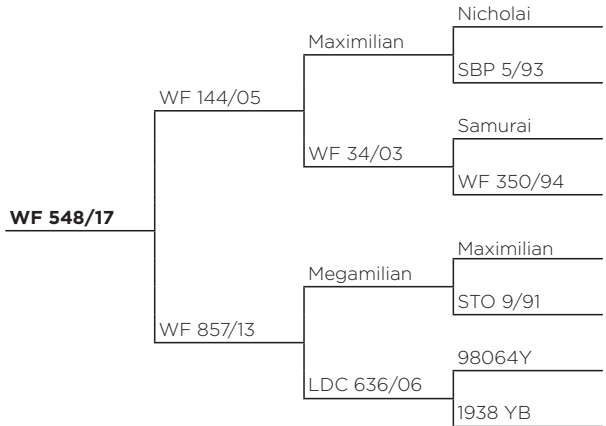 Nicholai
Maximilian
SBP 5/93
WF 144/05
Samurai
WF 34/03
WF 350/94
WF 548/17
Maximilian
Megamilian
STO 9/91
WF 857/13
98064Y
LDC 636/06
1938 YB